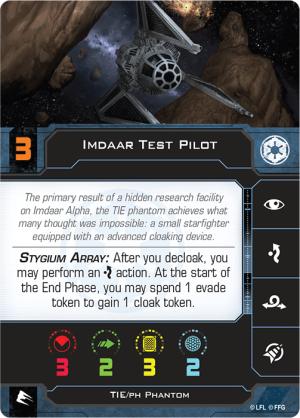 3 IMDAAR TEST PILOT
The primary result of a hidden research facility
on Imdaar Alpha, the TIE phantom achieves what
many thought was impossible: a small starfighter
equipped with an advanced cloaking device.
STYGIUM ARRAY: After you decloak, you
may perform an action. At the start of
the End Phase, you may spend 1 evade
token to gain 1 cloak token.
3 2 3 2
TIE/PH PHANTOM
© LFL © FFG